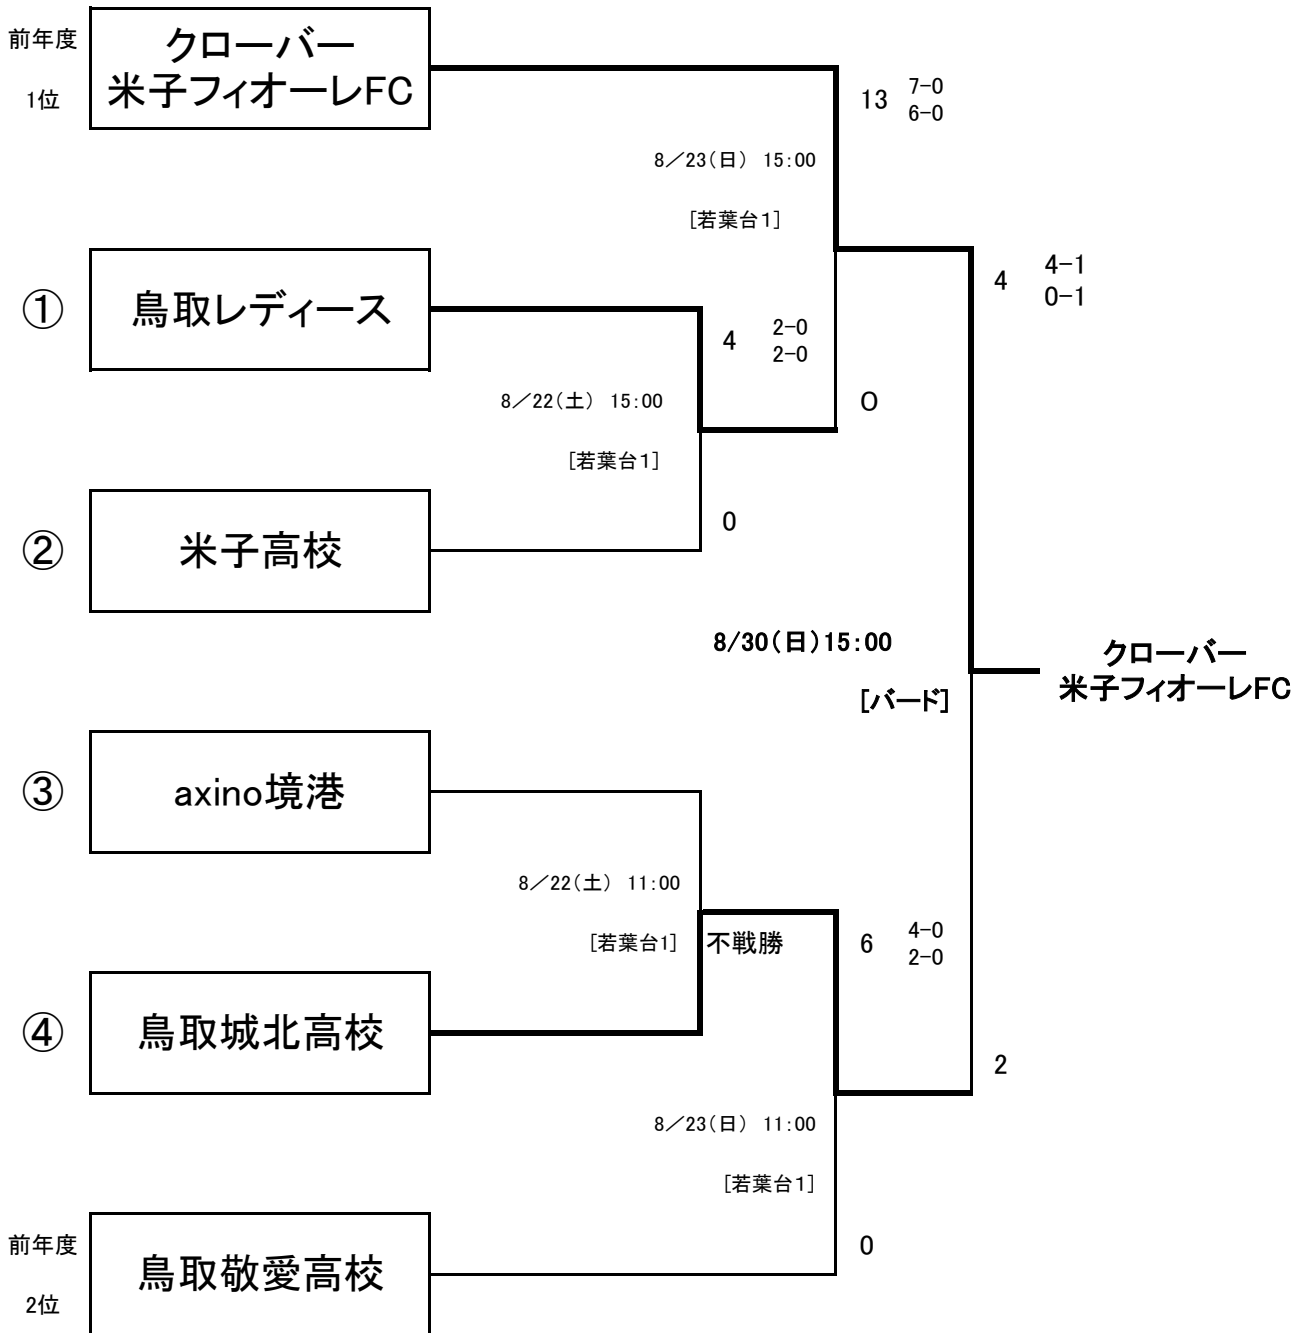 前年度
1位
クローバー
米子フィオーレFC
13
7-0
6-0
8／23(日) 15:00
[若葉台1]
4
4-1
0-1
①
鳥取レディース
4
2-0
2-0
8／22(土) 15:00
[若葉台1]
0
②
米子高校
0
8/30(日)15:00
[バード]
クローバー
米子フィオーレFC
③
axino境港
8／22(土) 11:00
[若葉台1]
不戦勝
6
4-0
2-0
④
鳥取城北高校
2
8／23(日) 11:00
[若葉台1]
前年度
2位
鳥取敬愛高校
0